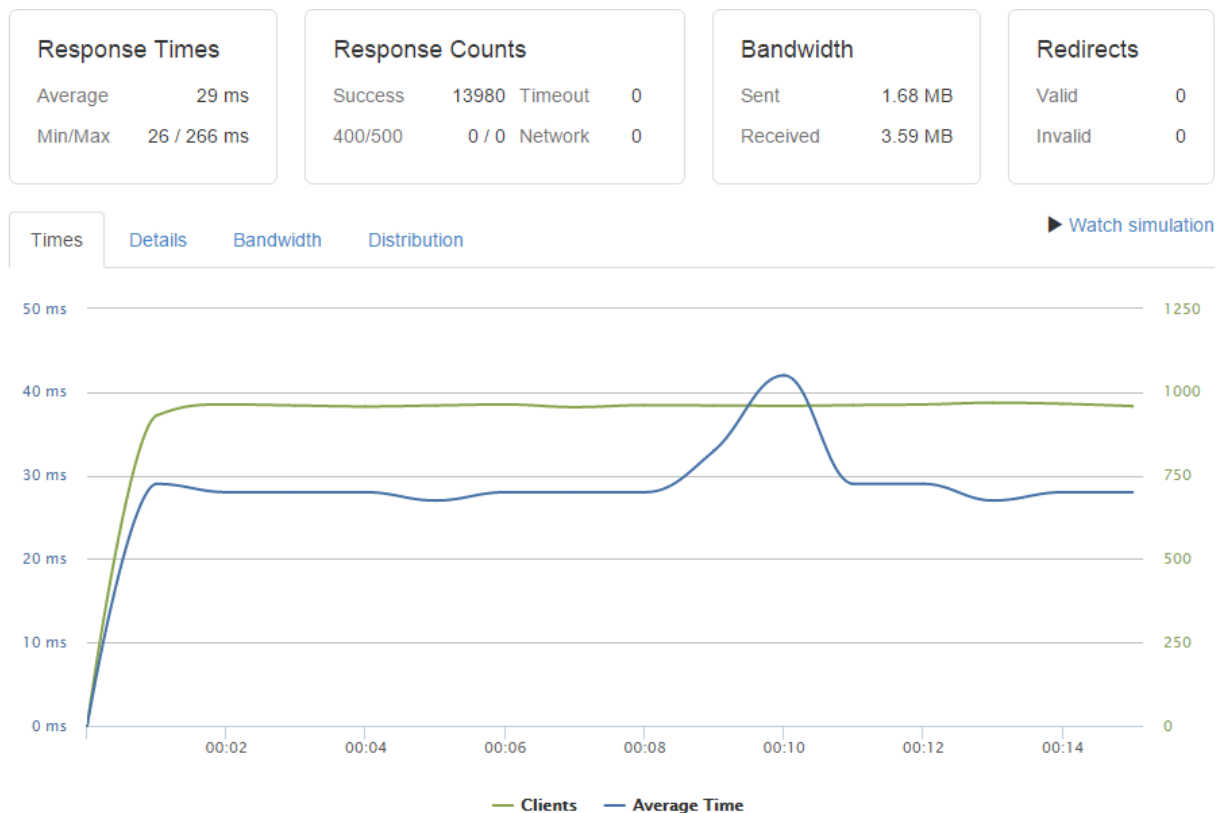 Response Times
Average 29 ms
Min/Max 26 / 266 ms
Response Counts
Success 13980 Timeout 0
400/500 0 / 0 Network 0
Bandwidth
Sent 1.68 MB
Received 3.59 MB
Redirects
Valid 0
Invalid 0
Times Details Bandwidth Distribution
Watch simulation
50 ms 1250
40 ms 1000
30 ms 750
20 ms 500
10 ms 250
0 ms 0
00:02 00:04 00:06 00:08 00:10 00:12 00:14
Clients Average Time